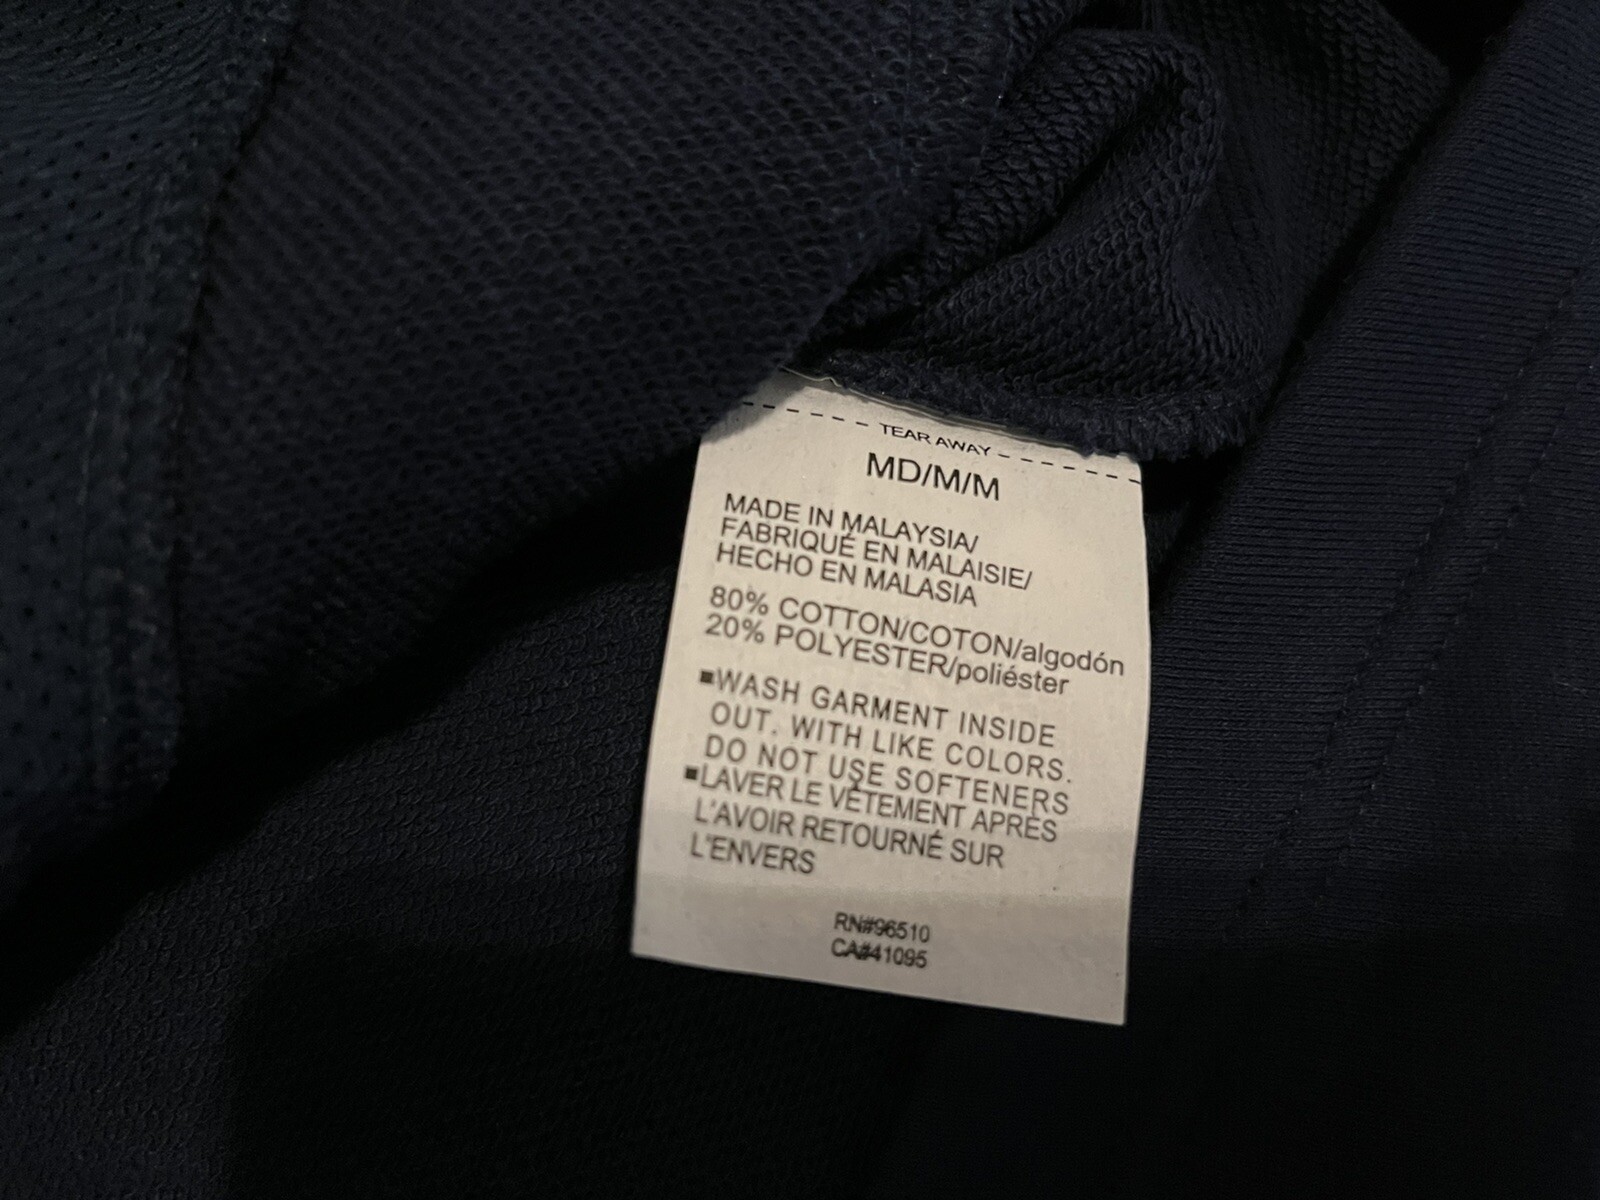 TEAR AWAY
MD/M/M
MADE IN MALAYSIA/
FABRIQUÉ EN MALAISIE/
HECHO EN MALASIA
80% COTTON/COTON/algodón
20% POLYESTER/poliéster
▪WASH GARMENT INSIDE
OUT. WITH LIKE COLORS.
DO NOT USE SOFTENERS
▪LAVER LE VÊTEMENT APRÈS
L'AVOIR RETOURNÉ SUR
L'ENVERS
RN#96510
CA#41095